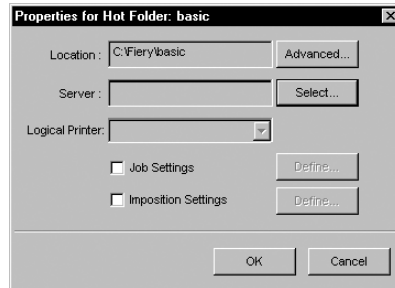 Properties for Hot Folder: basic
Location : C:\Fiery\basic Advanced...
Server : Select...
Logical Printer:
Job Settings Define...
Imposition Settings Define...
OK Cancel